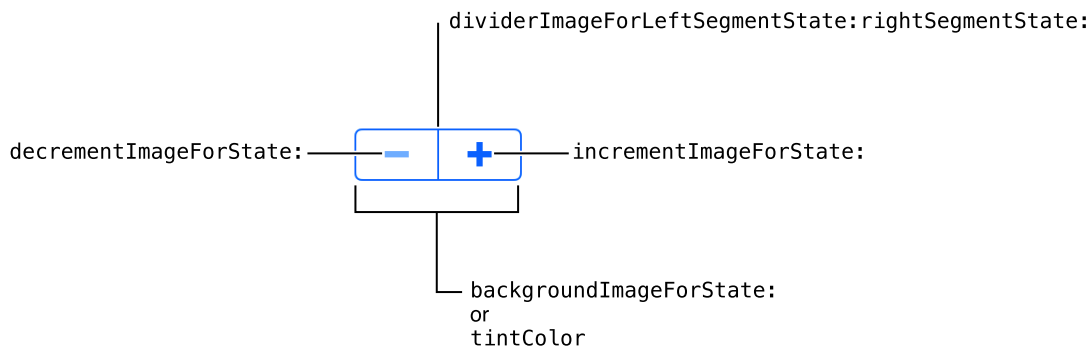 dividerImageForLeftSegmentState:rightSegmentState:
decrementImageForState:
incrementImageForState:
backgroundImageForState:
or
tintColor